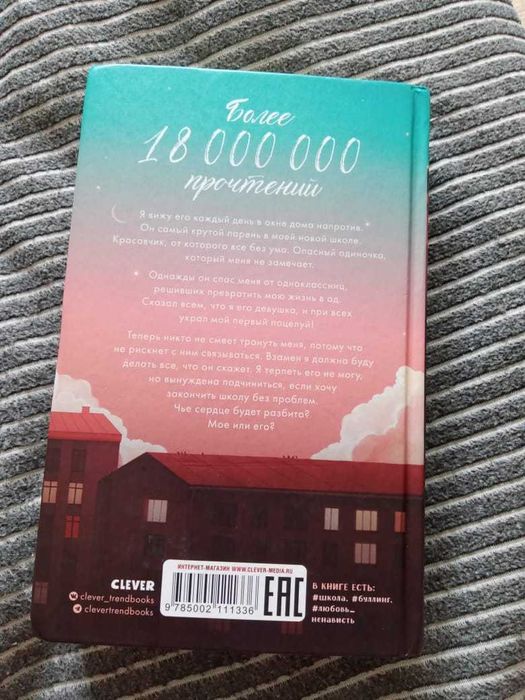 Более
18 000 000
прочтений
Я вижу его каждый день в окне дома напротив.
Он самый крутой парень в моей новой школе.
Красавчик, от которого все без ума. Опасный одиночка,
который меня не замечает.
Однажды он спас меня от одноклассниц,
решивших превратить мою жизнь в ад.
Сказал всем, что я его девушка, и при всех
украл мой первый поцелуй!
Теперь никто не смеет тронуть меня, потому что
не рискнет с ним связываться. Взамен я должна буду
делать все, что он скажет. Я терпеть его не могу,
но вынуждена подчиниться, если хочу
закончить школу без проблем.
Чье сердце будет разбито?
Мое или его?
CLEVER
clever_trendbooks
clevertrendbooks
ИНТЕРНЕТ-МАГАЗИН WWW.CLEVER-MEDIA.RU
9 785002 111336
EAC
В КНИГЕ ЕСТЬ:
#школа. #буллинг.
#любовь_
ненависть